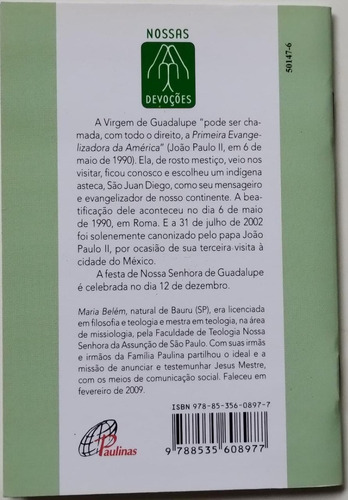 NOSSAS
DEVOÇÕES
50147-6
A Virgem de Guadalupe “pode ser cha-
mada, com todo o direito, a Primeira Evange-
lizadora da América” (João Paulo II, em 6 de
maio de 1990). Ela, de rosto mestiço, veio nos
visitar, ficou conosco e escolheu um indígena
asteca, São Juan Diego, como seu mensageiro
e evangelizador de nosso continente. A bea-
tificação dele aconteceu no dia 6 de maio
de 1990, em Roma. E a 31 de julho de 2002
foi solenemente canonizado pelo papa João
Paulo II, por ocasião de sua terceira visita à
cidade do México.
A festa de Nossa Senhora de Guadalupe
é celebrada no dia 12 de dezembro.
Maria Belém, natural de Bauru (SP), era licenciada
em filosofia e teologia e mestra em teologia, na área
de missiologia, pela Faculdade de Teologia Nossa
Senhora da Assunção de São Paulo. Com suas irmãs e
irmãos da Família Paulina partilhou o ideal e a
missão de anunciar e testemunhar Jesus Mestre,
com os meios de comunicação social. Faleceu em
fevereiro de 2009.
ISBN 978-85-356-0897-7
9 788535 608977
Paulinas